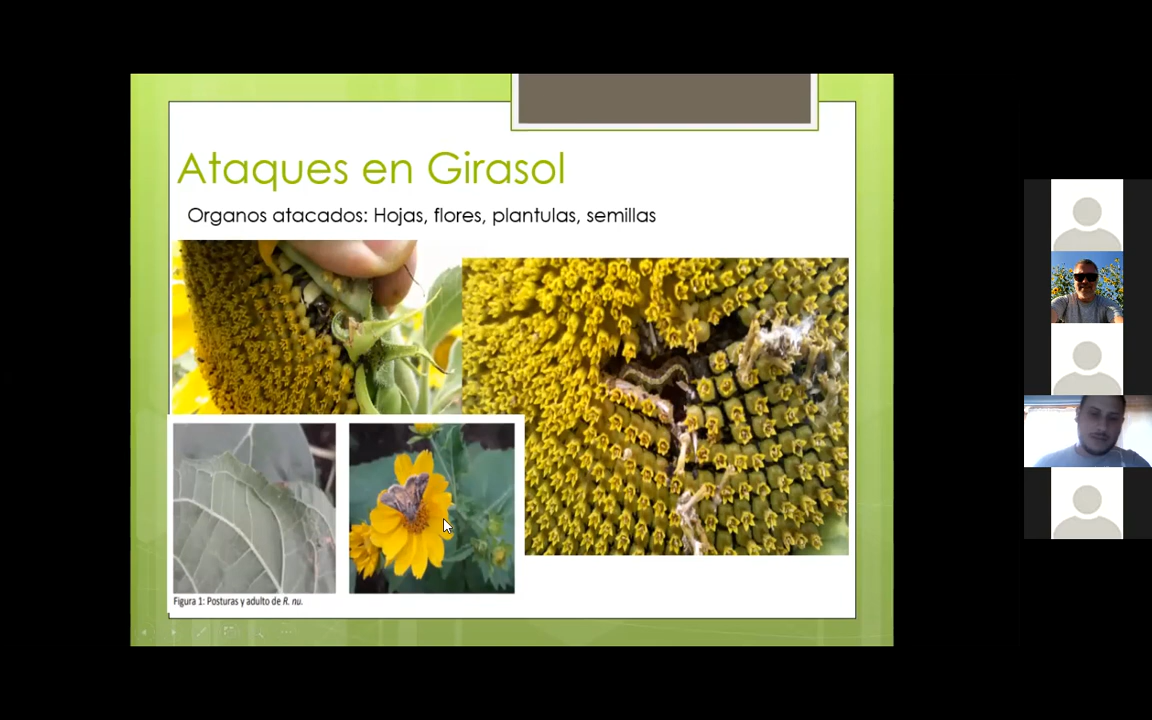 Ataques en Girasol
Organos atacados: Hojas, flores, plantulas, semillas
Figura 1: Posturas y adulto de R. nu.